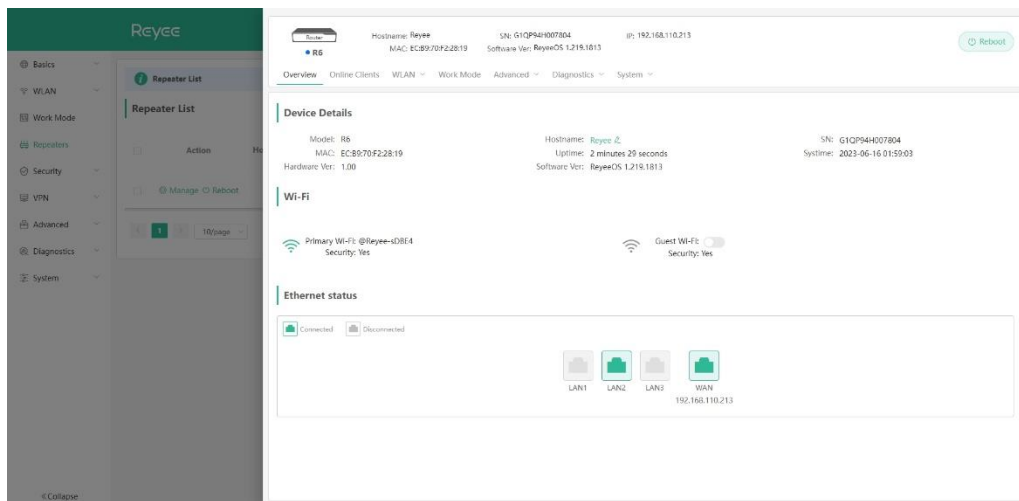 Reyee
Basics
WLAN
Work Mode
Repeaters
Security
VPN
Advanced
Diagnostics
System
< Collapse
Repeater List
Repeater List
Action
Ho
Manage Reboot
1
10/page
Router
R6
Hostname: Reyee
SN: G1QP94H007804
IP: 192.168.110.213
MAC: EC:B9:70:F2:28:19
Software Ver: ReyeeOS 1.219.1813
Reboot
Overview Online Clients WLAN Work Mode Advanced Diagnostics System
Device Details
Model: R6
Hostname: Reyee
SN: G1QP94H007804
MAC: EC:B9:70:F2:28:19
Uptime: 2 minutes 29 seconds
Systime: 2023-06-16 01:59:03
Hardware Ver: 1.00
Software Ver: ReyeeOS 1.219.1813
Wi-Fi
Primary Wi-Fi: @Reyee-sDBE4
Security: Yes
Guest Wi-Fi:
Security: Yes
Ethernet status
Connected Disconnected
LAN1 LAN2 LAN3 WAN
192.168.110.213